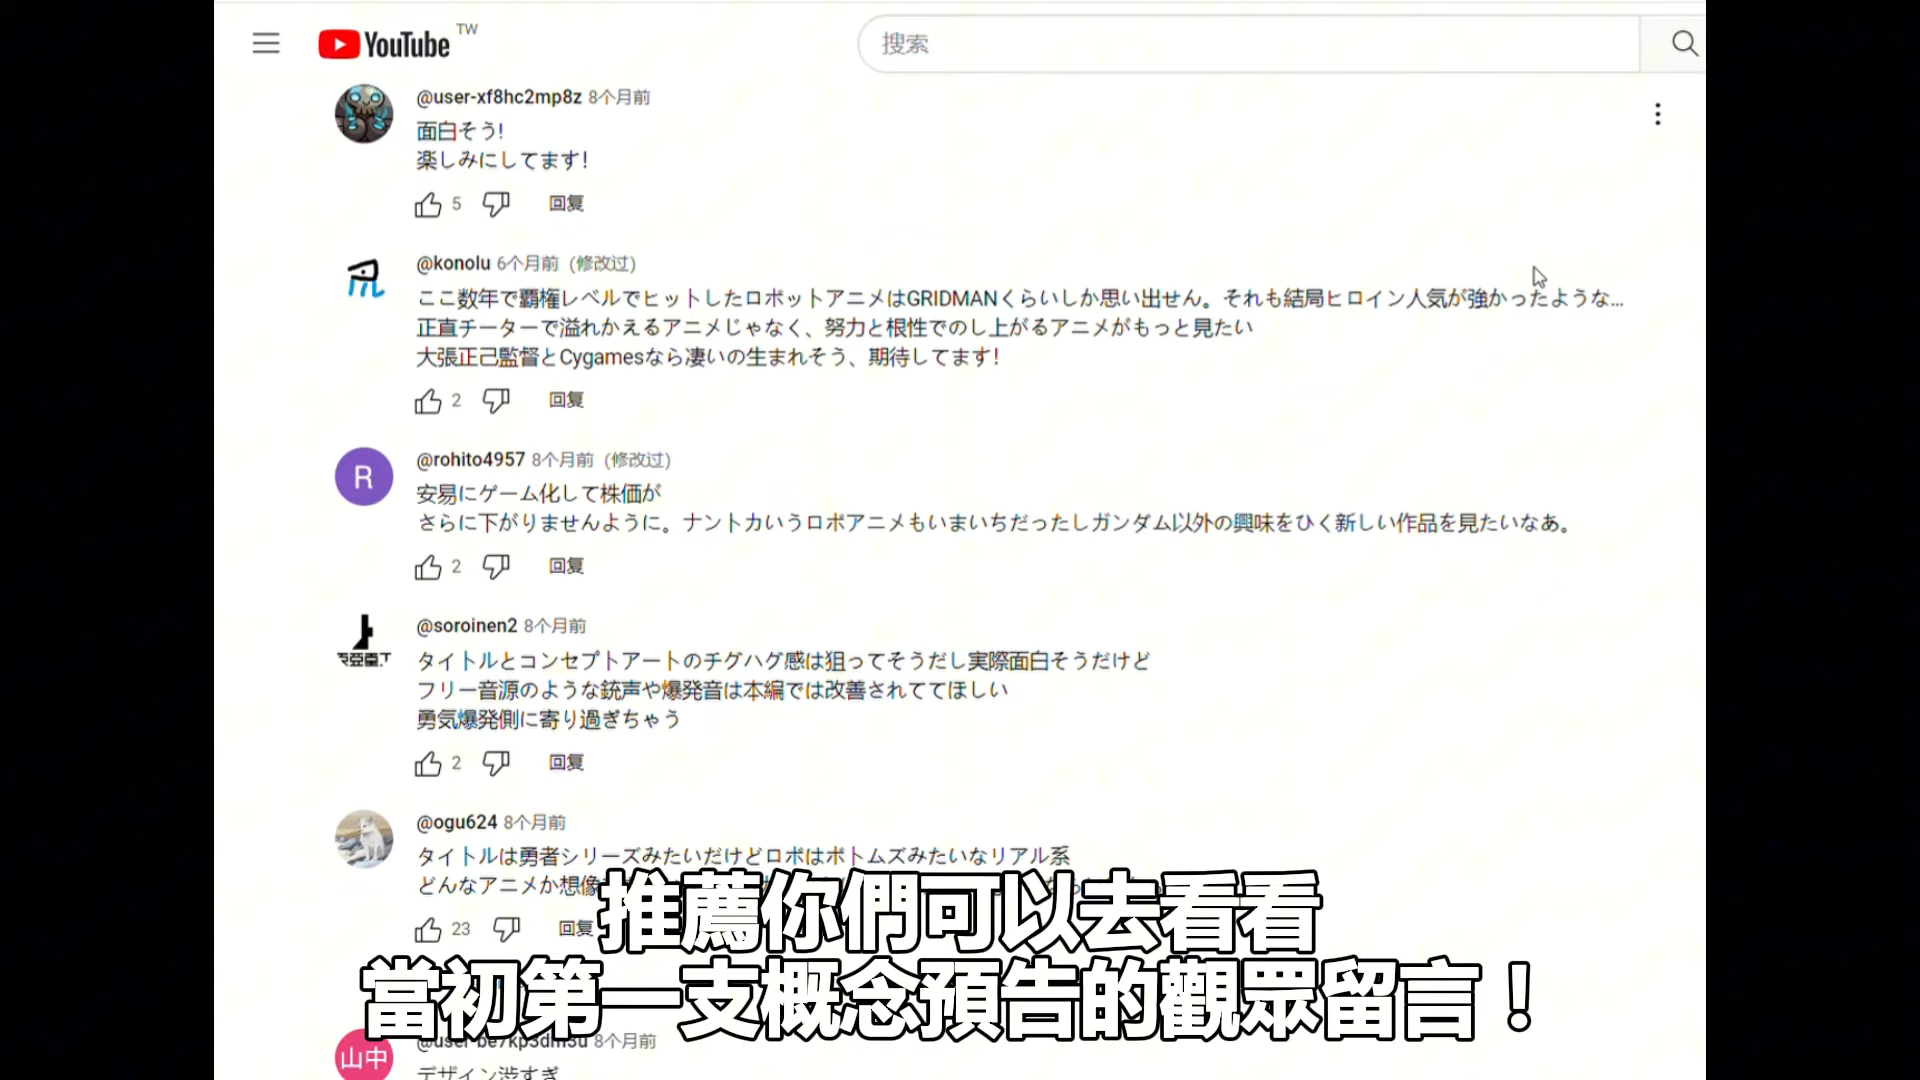 YouTube TW
搜索
@user-xf8hc2mp8z 8个月前
面白そう!
楽しみにしてます!
5 回复
@konolu 6个月前 (修改过)
ここ数年で覇権レベルでヒットしたロボットアニメはGRIDMANくらいしか思い出せん。それも結局ヒロイン人気が強かったような…
正直チーターで溢れかえるアニメじゃなく、努力と根性でのし上がるアニメがもっと見たい
大張正己監督とCygamesなら凄いの生まれそう、期待してます!
2 回复
R
@rohito4957 8个月前 (修改过)
安易にゲーム化して株価が
さらに下がりませんように。ナントカいうロボアニメもいまいちだったしガンダム以外の興味をひく新しい作品を見たいなあ。
2 回复
@soroinen2 8个月前
タイトルとコンセプトアートのチグハグ感は狙ってそうだし実際面白そうだけど
フリー音源のような銃声や爆発音は本編では改善されててほしい
勇気爆発側に寄り過ぎちゃう
2 回复
@ogu624 8个月前
タイトルは勇者シリーズみたいだけどロボはボトムズみたいなリアル系
どんなアニメか想像
23 回复
推薦你們可以去看看
當初第一支概念預告的觀眾留言！
山中
@user-be7kp3dm3u 8个月前
デザイン渋すぎ